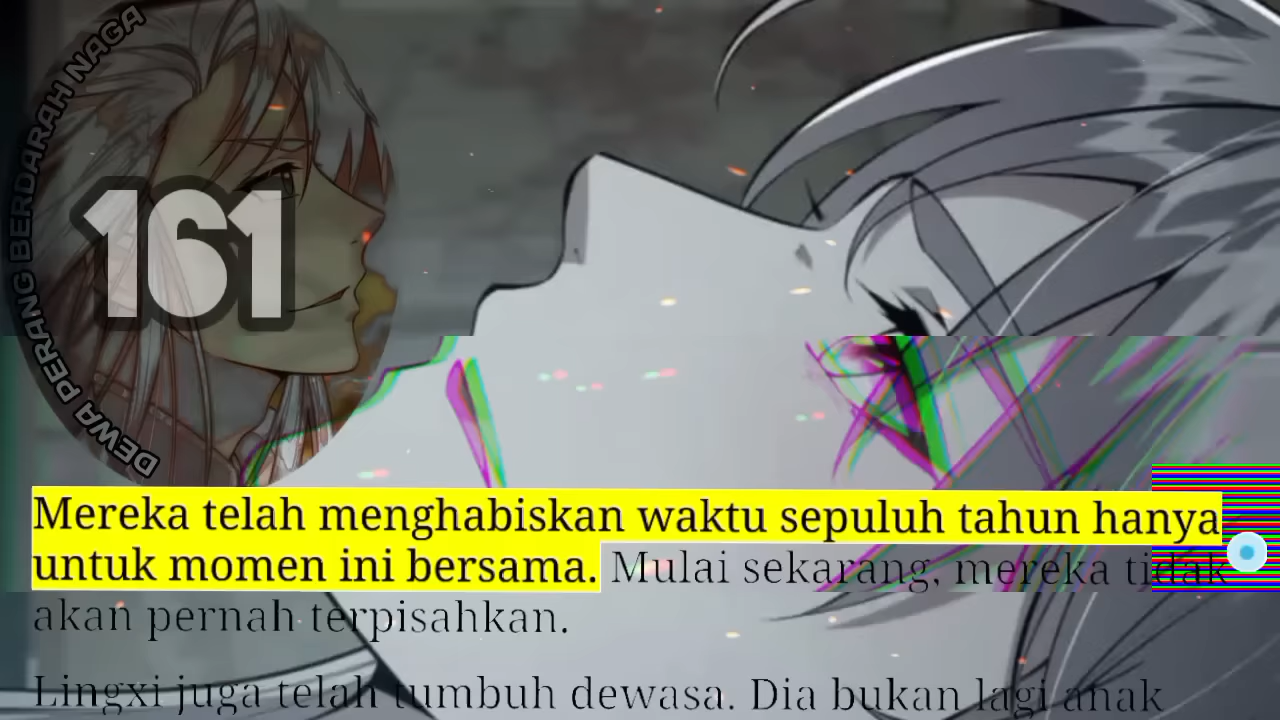 DEWA PERANG BERDARAH NAGA
161
Mereka telah menghabiskan waktu sepuluh tahun hanya
untuk momen ini bersama. Mulai sekarang, mereka tidak
akan pernah terpisahkan.
Lingxi juga telah tumbuh dewasa. Dia bukan lagi anak